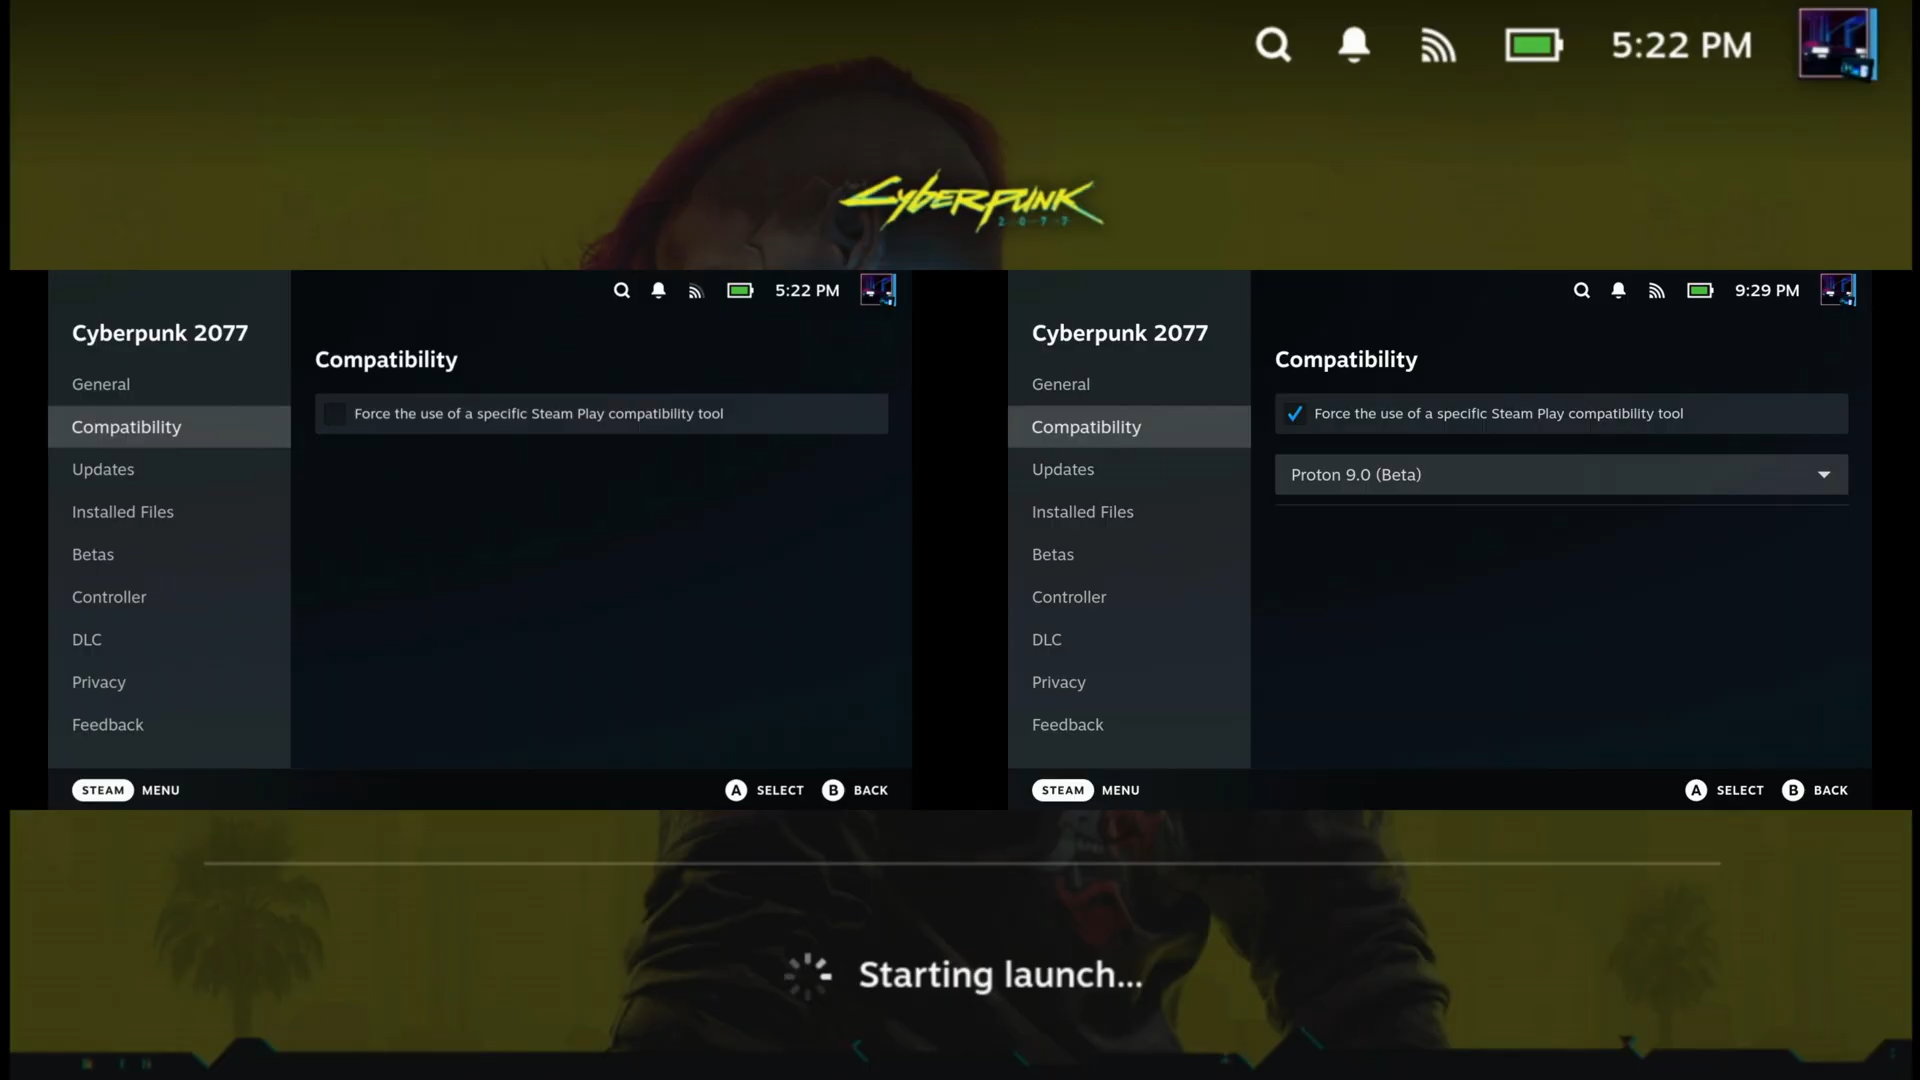 5:22 PM
CYBERPUNK
2077
5:22 PM
Cyberpunk 2077
General
Compatibility
Updates
Installed Files
Betas
Controller
DLC
Privacy
Feedback
Compatibility
Force the use of a specific Steam Play compatibility tool
STEAM MENU
A SELECT B BACK
9:29 PM
Cyberpunk 2077
General
Compatibility
Updates
Installed Files
Betas
Controller
DLC
Privacy
Feedback
Compatibility
Force the use of a specific Steam Play compatibility tool
Proton 9.0 (Beta)
STEAM MENU
A SELECT B BACK
Starting launch...